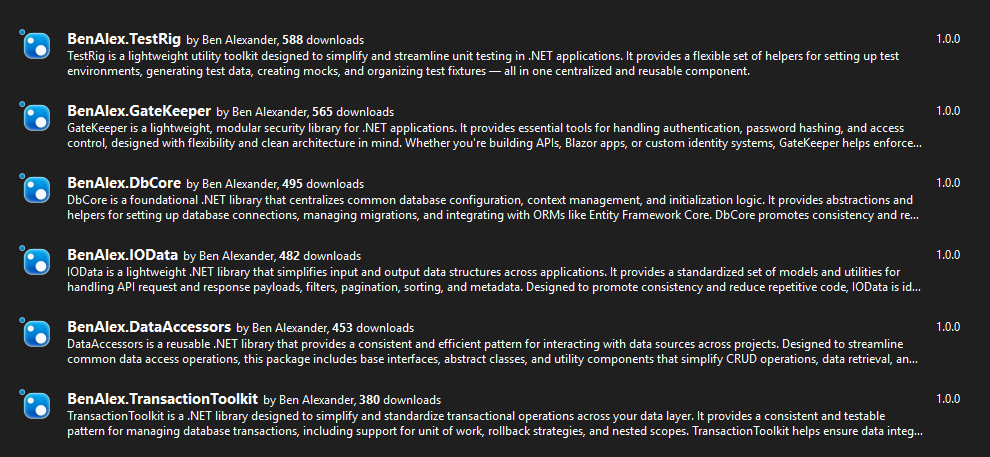 BenAlex.TestRig by Ben Alexander, 588 downloads 1.0.0
TestRig is a lightweight utility toolkit designed to simplify and streamline unit testing in .NET applications. It provides a flexible set of helpers for setting up test
environments, generating test data, creating mocks, and organizing test fixtures — all in one centralized and reusable component.
BenAlex.GateKeeper by Ben Alexander, 565 downloads 1.0.0
GateKeeper is a lightweight, modular security library for .NET applications. It provides essential tools for handling authentication, password hashing, and access
control, designed with flexibility and clean architecture in mind. Whether you're building APIs, Blazor apps, or custom identity systems, GateKeeper helps enforce...
BenAlex.DbCore by Ben Alexander, 495 downloads 1.0.0
DbCore is a foundational .NET library that centralizes common database configuration, context management, and initialization logic. It provides abstractions and
helpers for setting up database connections, managing migrations, and integrating with ORMs like Entity Framework Core. DbCore promotes consistency and re...
BenAlex.IOData by Ben Alexander, 482 downloads 1.0.0
IOData is a lightweight .NET library that simplifies input and output data structures across applications. It provides a standardized set of models and utilities for
handling API request and response payloads, filters, pagination, sorting, and metadata. Designed to promote consistency and reduce repetitive code, IOData is id...
BenAlex.DataAccessors by Ben Alexander, 453 downloads 1.0.0
DataAccessors is a reusable .NET library that provides a consistent and efficient pattern for interacting with data sources across projects. Designed to streamline
common data access operations, this package includes base interfaces, abstract classes, and utility components that simplify CRUD operations, data retrieval, an...
BenAlex.TransactionToolkit by Ben Alexander, 380 downloads 1.0.0
TransactionToolkit is a .NET library designed to simplify and standardize transactional operations across your data layer. It provides a consistent and testable
pattern for managing database transactions, including support for unit of work, rollback strategies, and nested scopes. TransactionToolkit helps ensure data integ...